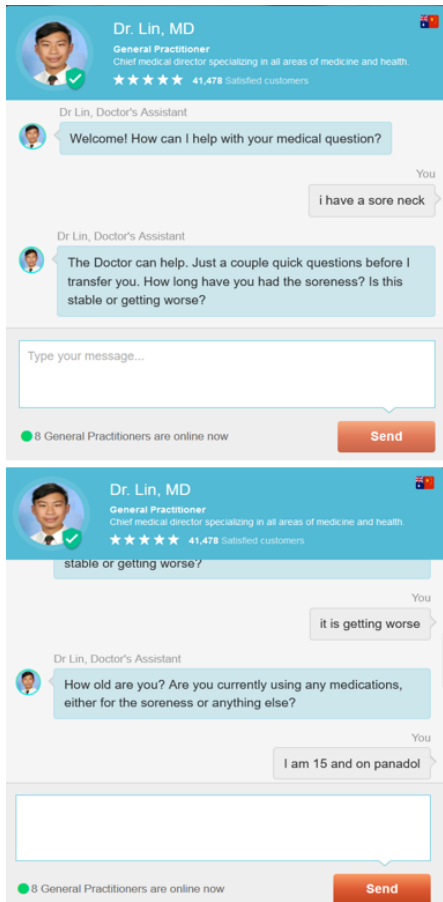 Dr. Lin, MD
General Practitioner
Chief medical director specializing in all areas of medicine and health.
41,478 Satisfied customers
Dr Lin, Doctor's Assistant
Welcome! How can I help with your medical question?
You
i have a sore neck
Dr Lin, Doctor's Assistant
The Doctor can help. Just a couple quick questions before I
transfer you. How long have you had the soreness? Is this
stable or getting worse?
Type your message...
8 General Practitioners are online now
Send
Dr. Lin, MD
General Practitioner
Chief medical director specializing in all areas of medicine and health.
41,478 Satisfied customers
stable or getting worse?
You
it is getting worse
Dr Lin, Doctor's Assistant
How old are you? Are you currently using any medications,
either for the soreness or anything else?
You
I am 15 and on panadol
8 General Practitioners are online now
Send